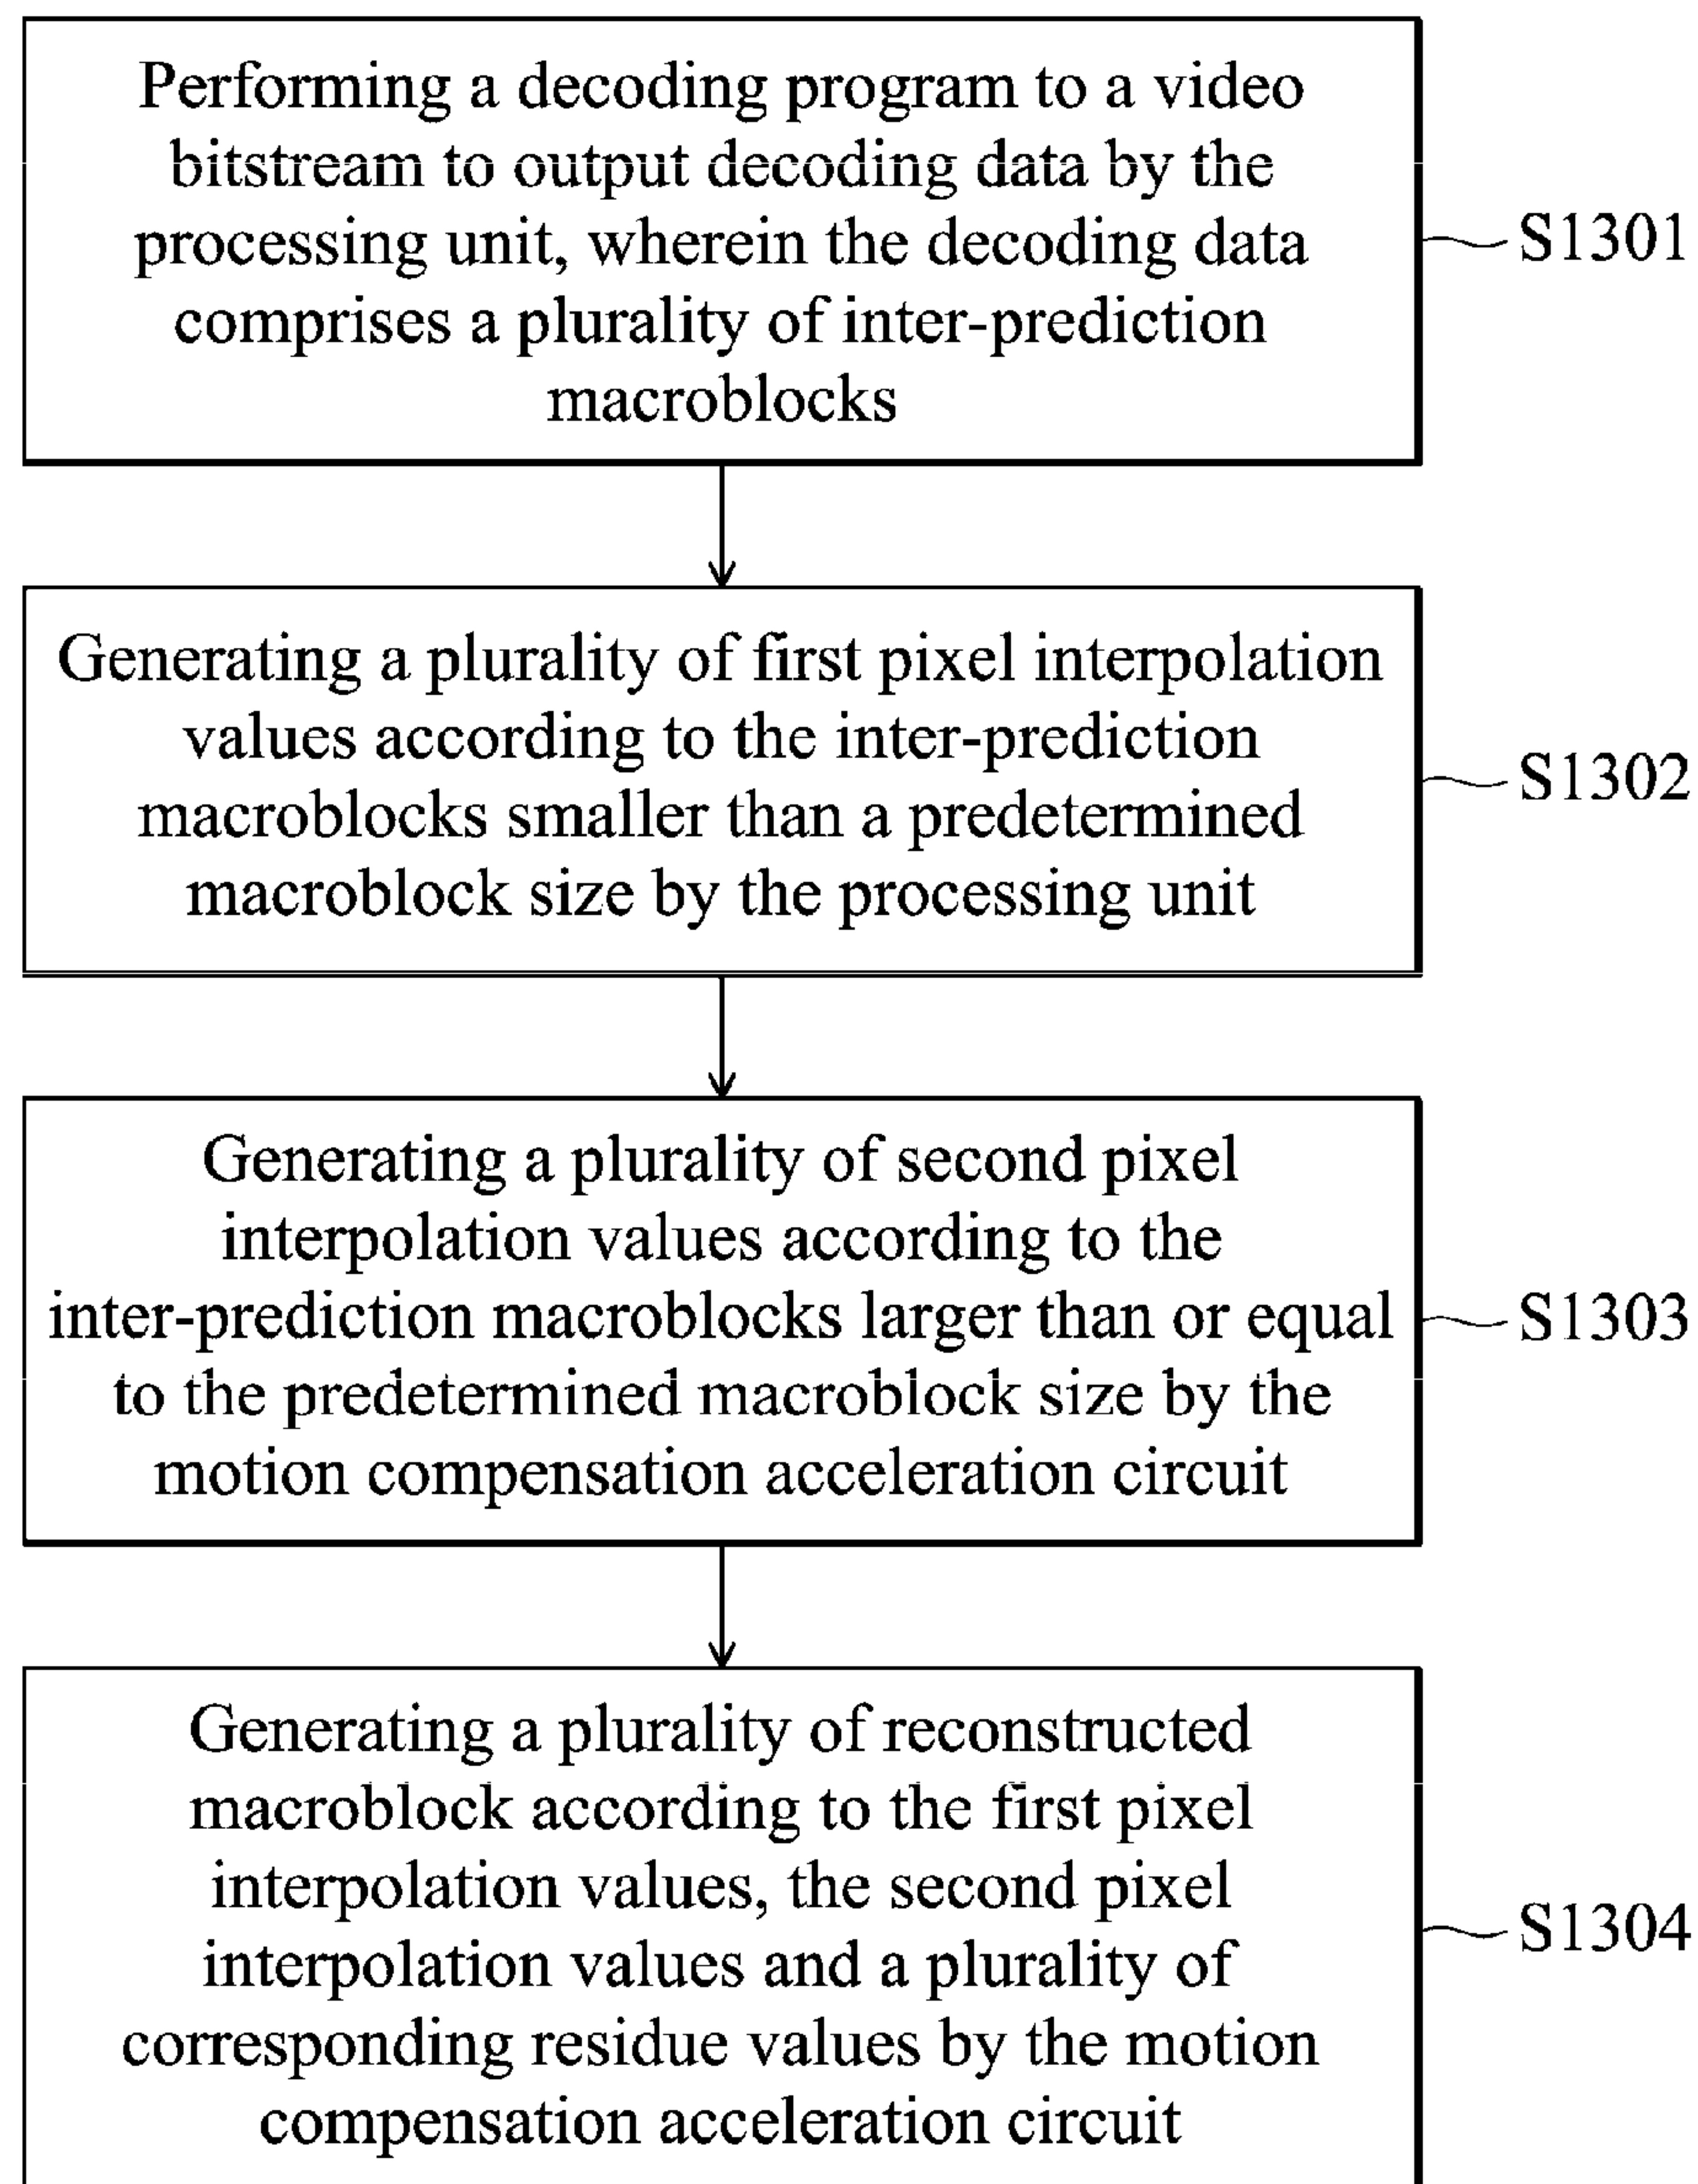 Performing a decoding program to a video
bitstream to output decoding data by the
processing unit, wherein the decoding data
comprises a plurality of inter-prediction
macroblocks
S1301
Generating a plurality of first pixel interpolation
values according to the inter-prediction
macroblocks smaller than a predetermined
macroblock size by the processing unit
S1302
Generating a plurality of second pixel
interpolation values according to the
inter-prediction macroblocks larger than or equal
to the predetermined macroblock size by the
motion compensation acceleration circuit
S1303
Generating a plurality of reconstructed
macroblock according to the first pixel
interpolation values, the second pixel
interpolation values and a plurality of
corresponding residue values by the motion
compensation acceleration circuit
S1304